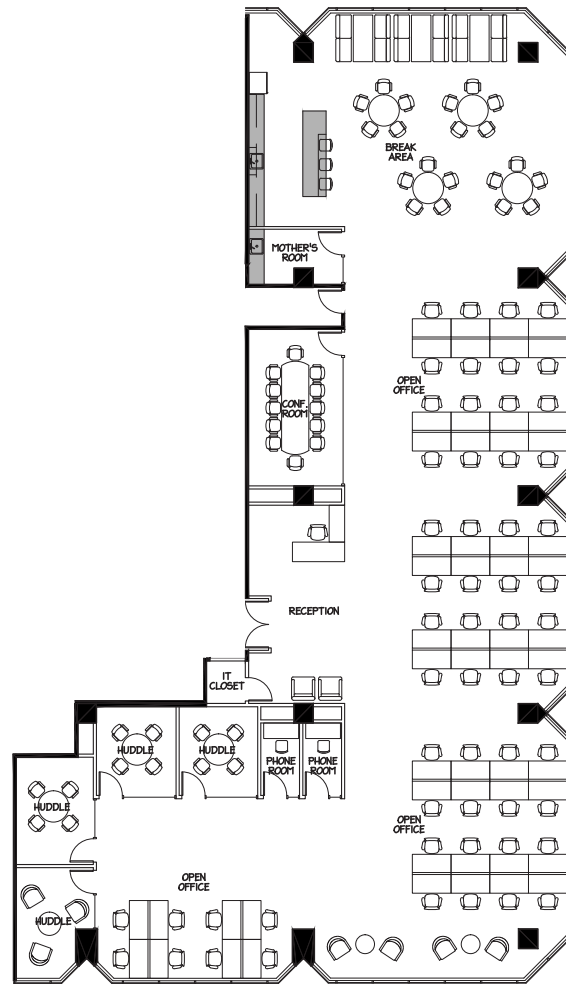 BREAK
AREA
MOTHER'S
ROOM
OPEN
OFFICE
CONF.
ROOM
RECEPTION
IT
CLOSET
HUDDLE
HUDDLE
PHONE
ROOM
PHONE
ROOM
HUDDLE
OPEN
OFFICE
OPEN
OFFICE
HUDDLE